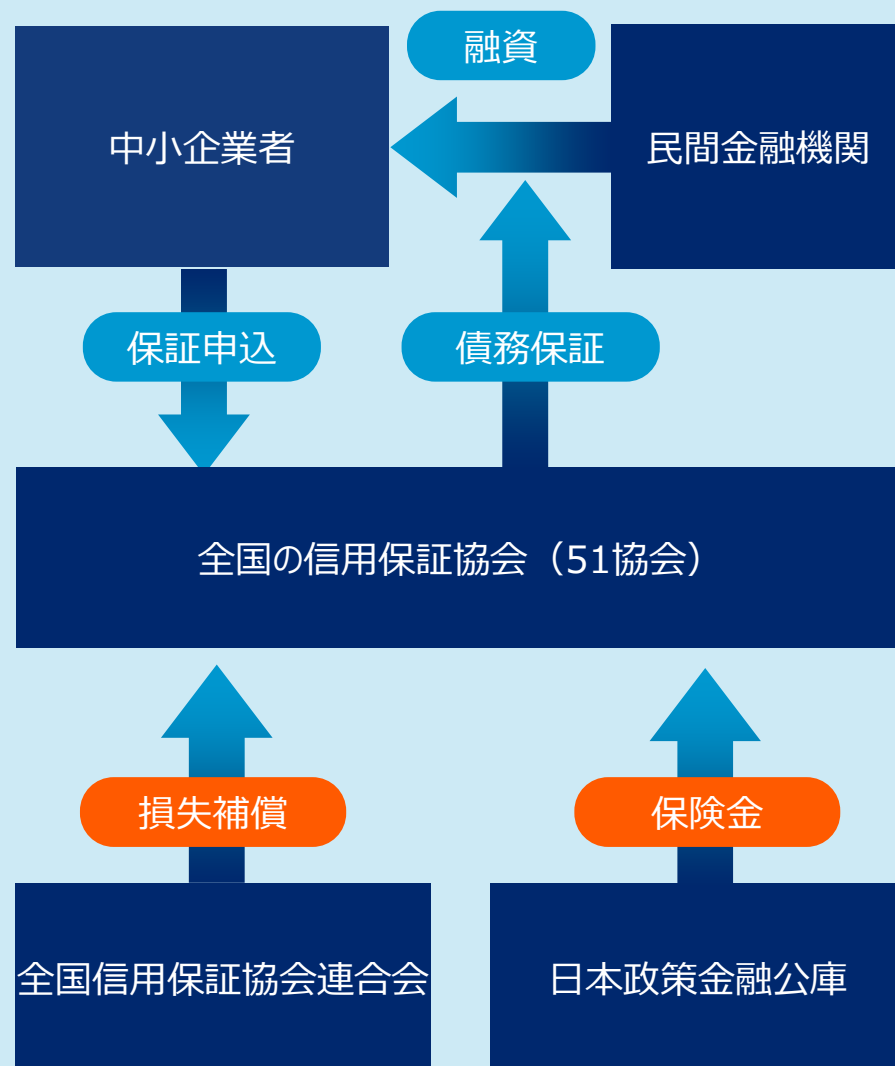 融資
中小企業者
民間金融機関
保証申込
債務保証
全国の信用保証協会（51協会）
損失補償
保険金
全国信用保証協会連合会
日本政策金融公庫